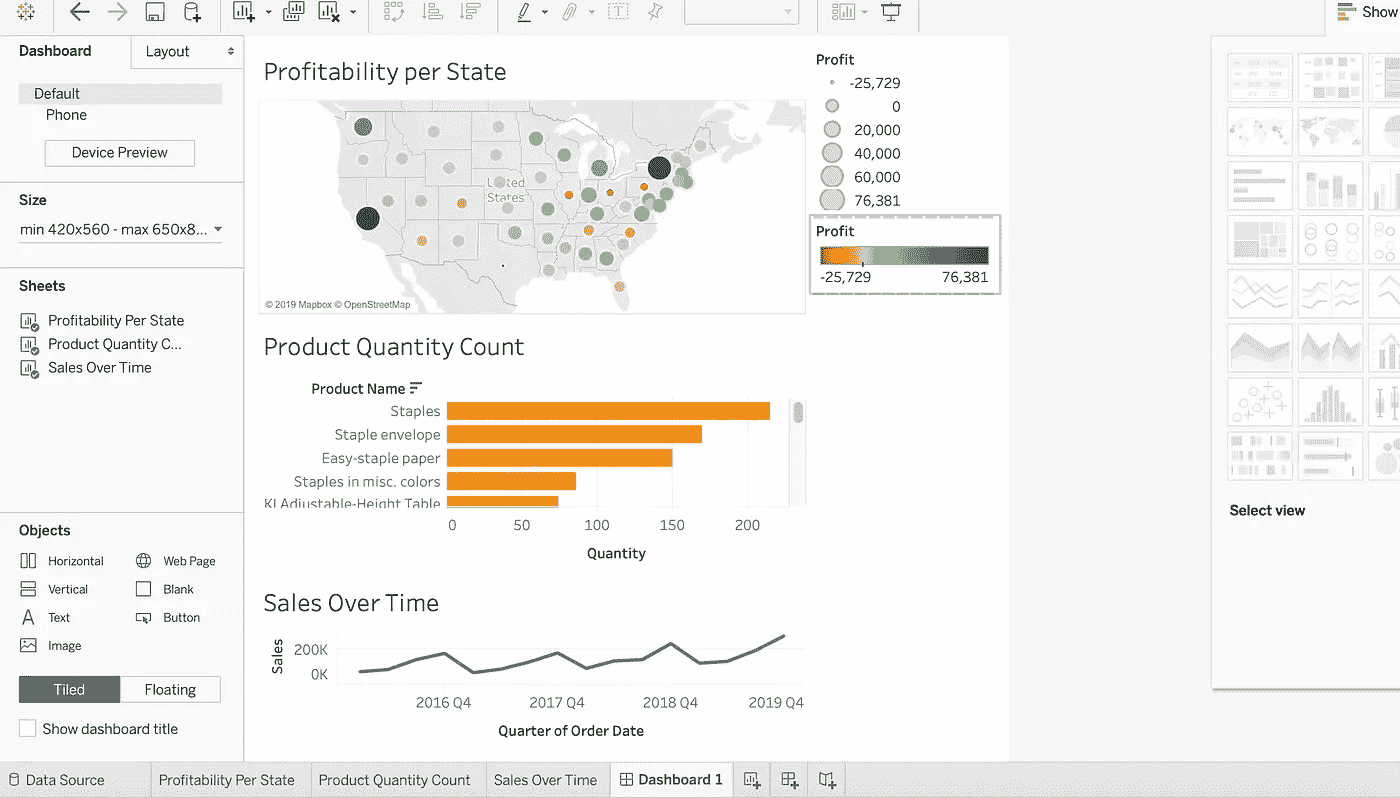 Show
Dashboard
Layout
Default
Phone
Device Preview
Size
min 420x560 - max 650x8...
Sheets
Profitability Per State
Product Quantity C...
Sales Over Time
Objects
Horizontal
Web Page
Vertical
Blank
Text
Button
Image
Tiled
Floating
Show dashboard title
Profitability per State
United
States
© 2019 Mapbox © OpenStreetMap
Profit
-25,729
0
20,000
40,000
60,000
76,381
Profit
-25,729
76,381
Product Quantity Count
Product Name
Staples
Staple envelope
Easy-staple paper
Staples in misc. colors
KI Adjustable-Height Table
0 50 100 150 200
Quantity
Sales Over Time
Sales
200K
0K
2016 Q4 2017 Q4 2018 Q4 2019 Q4
Quarter of Order Date
Select view
Data Source
Profitability Per State
Product Quantity Count
Sales Over Time
Dashboard 1